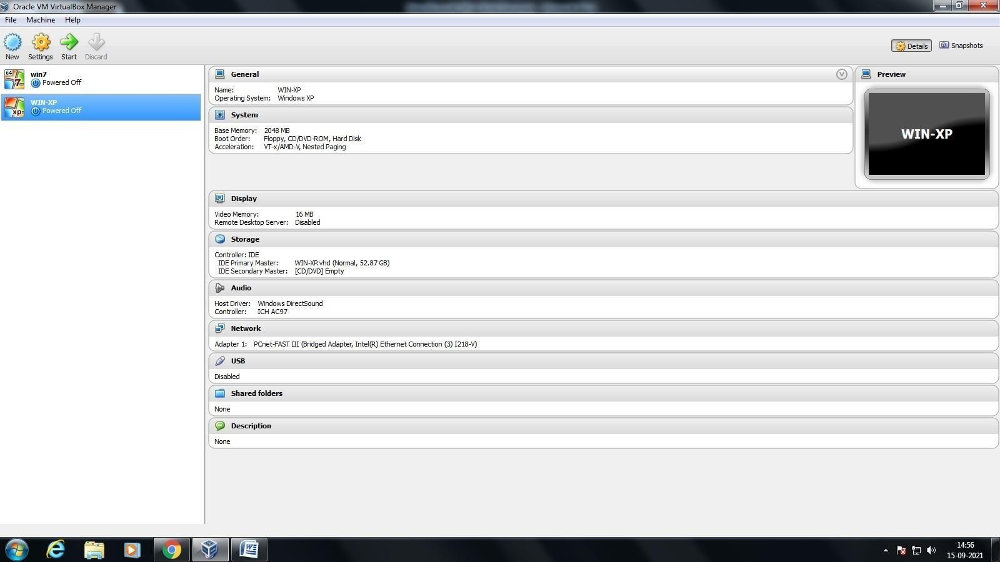 Oracle VM VirtualBox Manager
File Machine Help
New Settings Start Discard
Details Snapshots
64 7
win7
Powered Off
xp
WIN-XP
Powered Off
General
Name: WIN-XP
Operating System: Windows XP
System
Base Memory: 2048 MB
Boot Order: Floppy, CD/DVD-ROM, Hard Disk
Acceleration: VT-x/AMD-V, Nested Paging
Preview
WIN-XP
Display
Video Memory: 16 MB
Remote Desktop Server: Disabled
Storage
Controller: IDE
IDE Primary Master: WIN-XP.vhd (Normal, 52.87 GB)
IDE Secondary Master: [CD/DVD] Empty
Audio
Host Driver: Windows DirectSound
Controller: ICH AC97
Network
Adapter 1: PCnet-FAST III (Bridged Adapter, Intel(R) Ethernet Connection (3) I218-V)
USB
Disabled
Shared folders
None
Description
None
14:56
15-09-2021